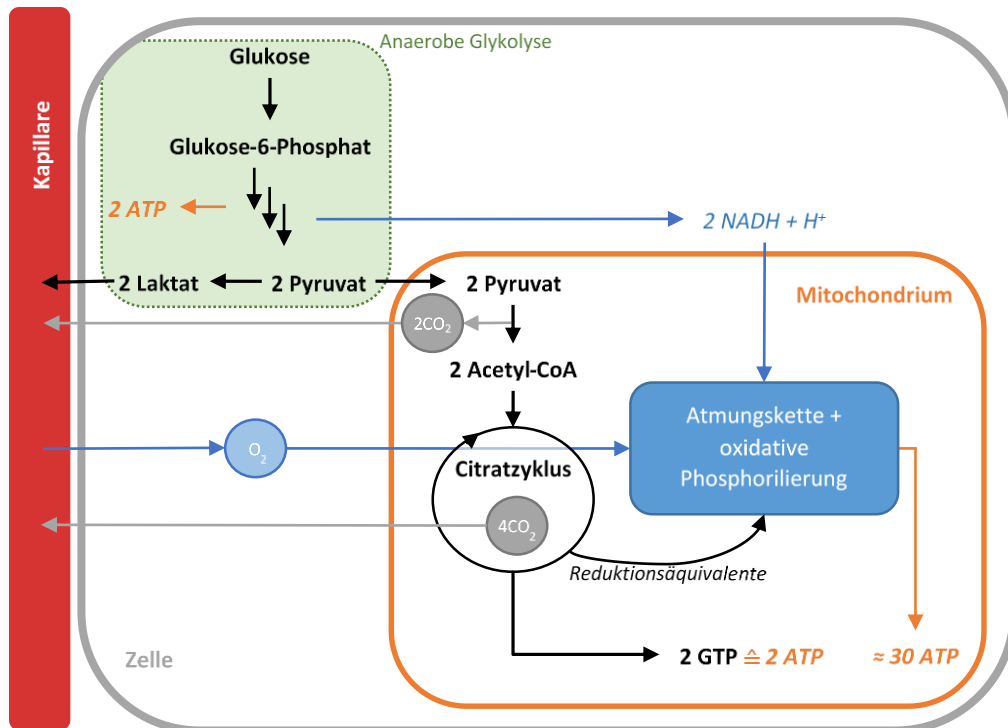 Anaerobe Glykolyse
Glukose
Kapillare
Glukose-6-Phosphat
2 ATP
2 NADH + H⁺
2 Laktat
2 Pyruvat
2 Pyruvat
Mitochondrium
2CO₂
2 Acetyl-CoA
Atmungskette +
oxidative
Phosphorilierung
O₂
Citratzyklus
4CO₂
Reduktionsäquivalente
Zelle
2 GTP ≙ 2 ATP
≈ 30 ATP